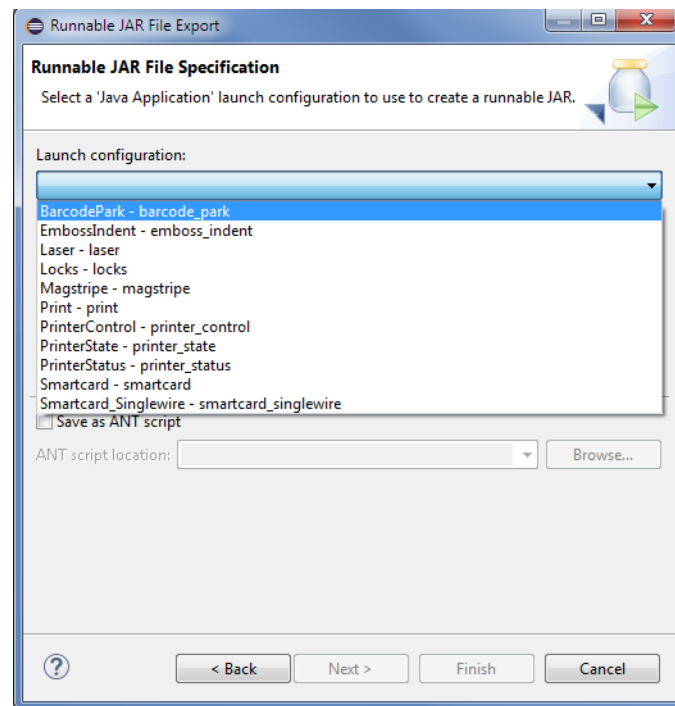 Runnable JAR File Export
Runnable JAR File Specification
Select a 'Java Application' launch configuration to use to create a runnable JAR.
Launch configuration:
BarcodePark - barcode_park
EmbossIndent - emboss_indent
Laser - laser
Locks - locks
Magstripe - magstripe
Print - print
PrinterControl - printer_control
PrinterState - printer_state
PrinterStatus - printer_status
Smartcard - smartcard
Smartcard_Singlewire - smartcard_singlewire
Save as ANT script
ANT script location: Browse...
? < Back Next > Finish Cancel